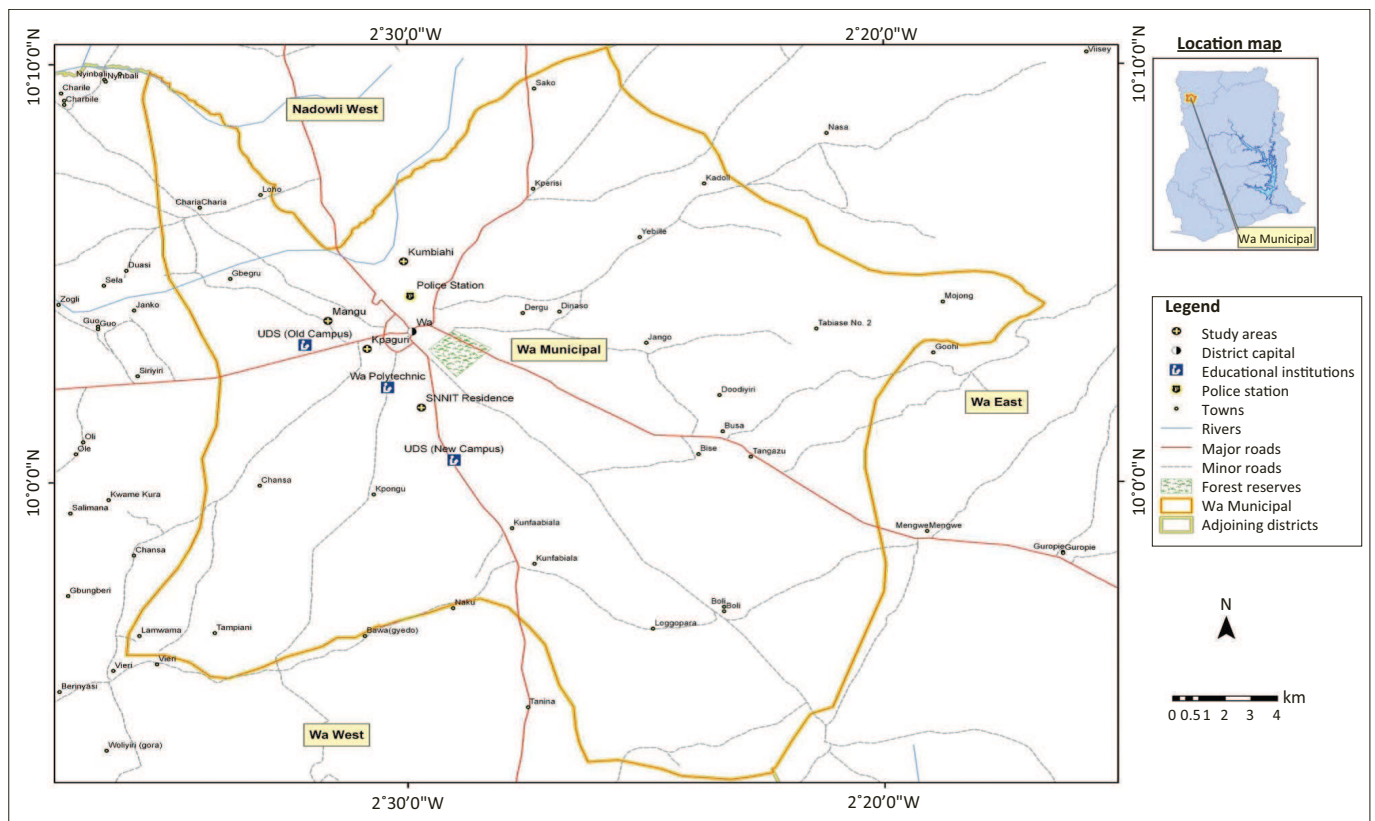 2°30’0"W
2°20’0"W
10°10’0"N
10°10’0"N
10°0’0"N
10°0’0"N
2°30’0"W
2°20’0"W
Viisey
Nyinbali
Nyinbali
Charile
Charbile
Nadowli West
Sako
Nasa
Loho
Kperisi
Kadoli
ChariaCharia
Yebille
Kumbiahi
Duasi
Sela
Gbegru
Police Station
Zogli
Janko
Mangu
Dergu
Dinaso
Mojong
Guo
Guo
UDS (Old Campus)
Wa
Tabiase No. 2
Kpaguri
Wa Municipal
Jango
Goohi
Siriyiri
Wa Polytechnic
Doodiyiri
Wa East
SNNIT Residence
Oli
Ole
UDS (New Campus)
Busa
Bise
Tangazu
Chansa
Kpongu
Kwame Kura
Salimana
Kunfaabiala
MengweMengwe
Chansa
Kunfabiala
Guropie
Guropie
Gbungberi
Naku
Boli
Boli
Loggopara
Lamwama
Tampiani
Bawa(gyedo)
Vieri
Vieri
Berinyasi
Tanina
Wa West
Woliyiri (gora)
Location map
Wa Municipal
Legend
Study areas
District capital
Educational institutions
Police station
Towns
Rivers
Major roads
Minor roads
Forest reserves
Wa Municipal
Adjoining districts
N
km
0 0.5 1 2 3 4